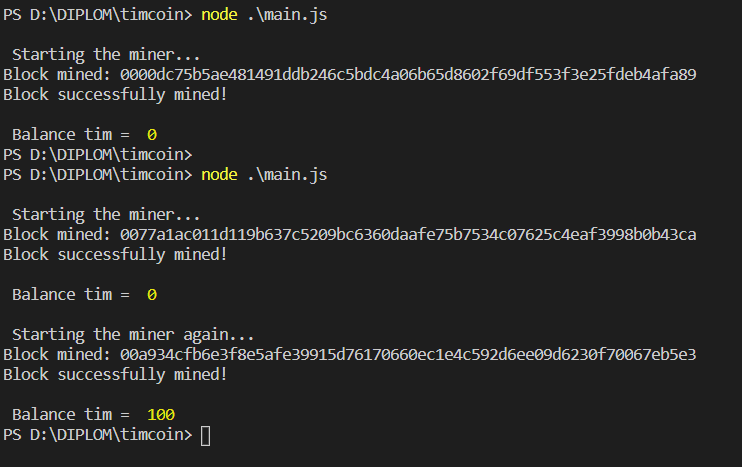 PS D:\DIPLOM\timcoin> node .\main.js
Starting the miner...
Block mined: 0000dc75b5ae481491ddb246c5bdc4a06b65d8602f69df553f3e25fdeb4afa89
Block successfully mined!
Balance tim =  0
PS D:\DIPLOM\timcoin>
PS D:\DIPLOM\timcoin> node .\main.js
Starting the miner...
Block mined: 0077a1ac011d119b637c5209bc6360daafe75b7534c07625c4eaf3998b0b43ca
Block successfully mined!
Balance tim =  0
Starting the miner again...
Block mined: 00a934cfb6e3f8e5afe39915d76170660ec1e4c592d6ee09d6230f70067eb5e3
Block successfully mined!
Balance tim =  100
PS D:\DIPLOM\timcoin>